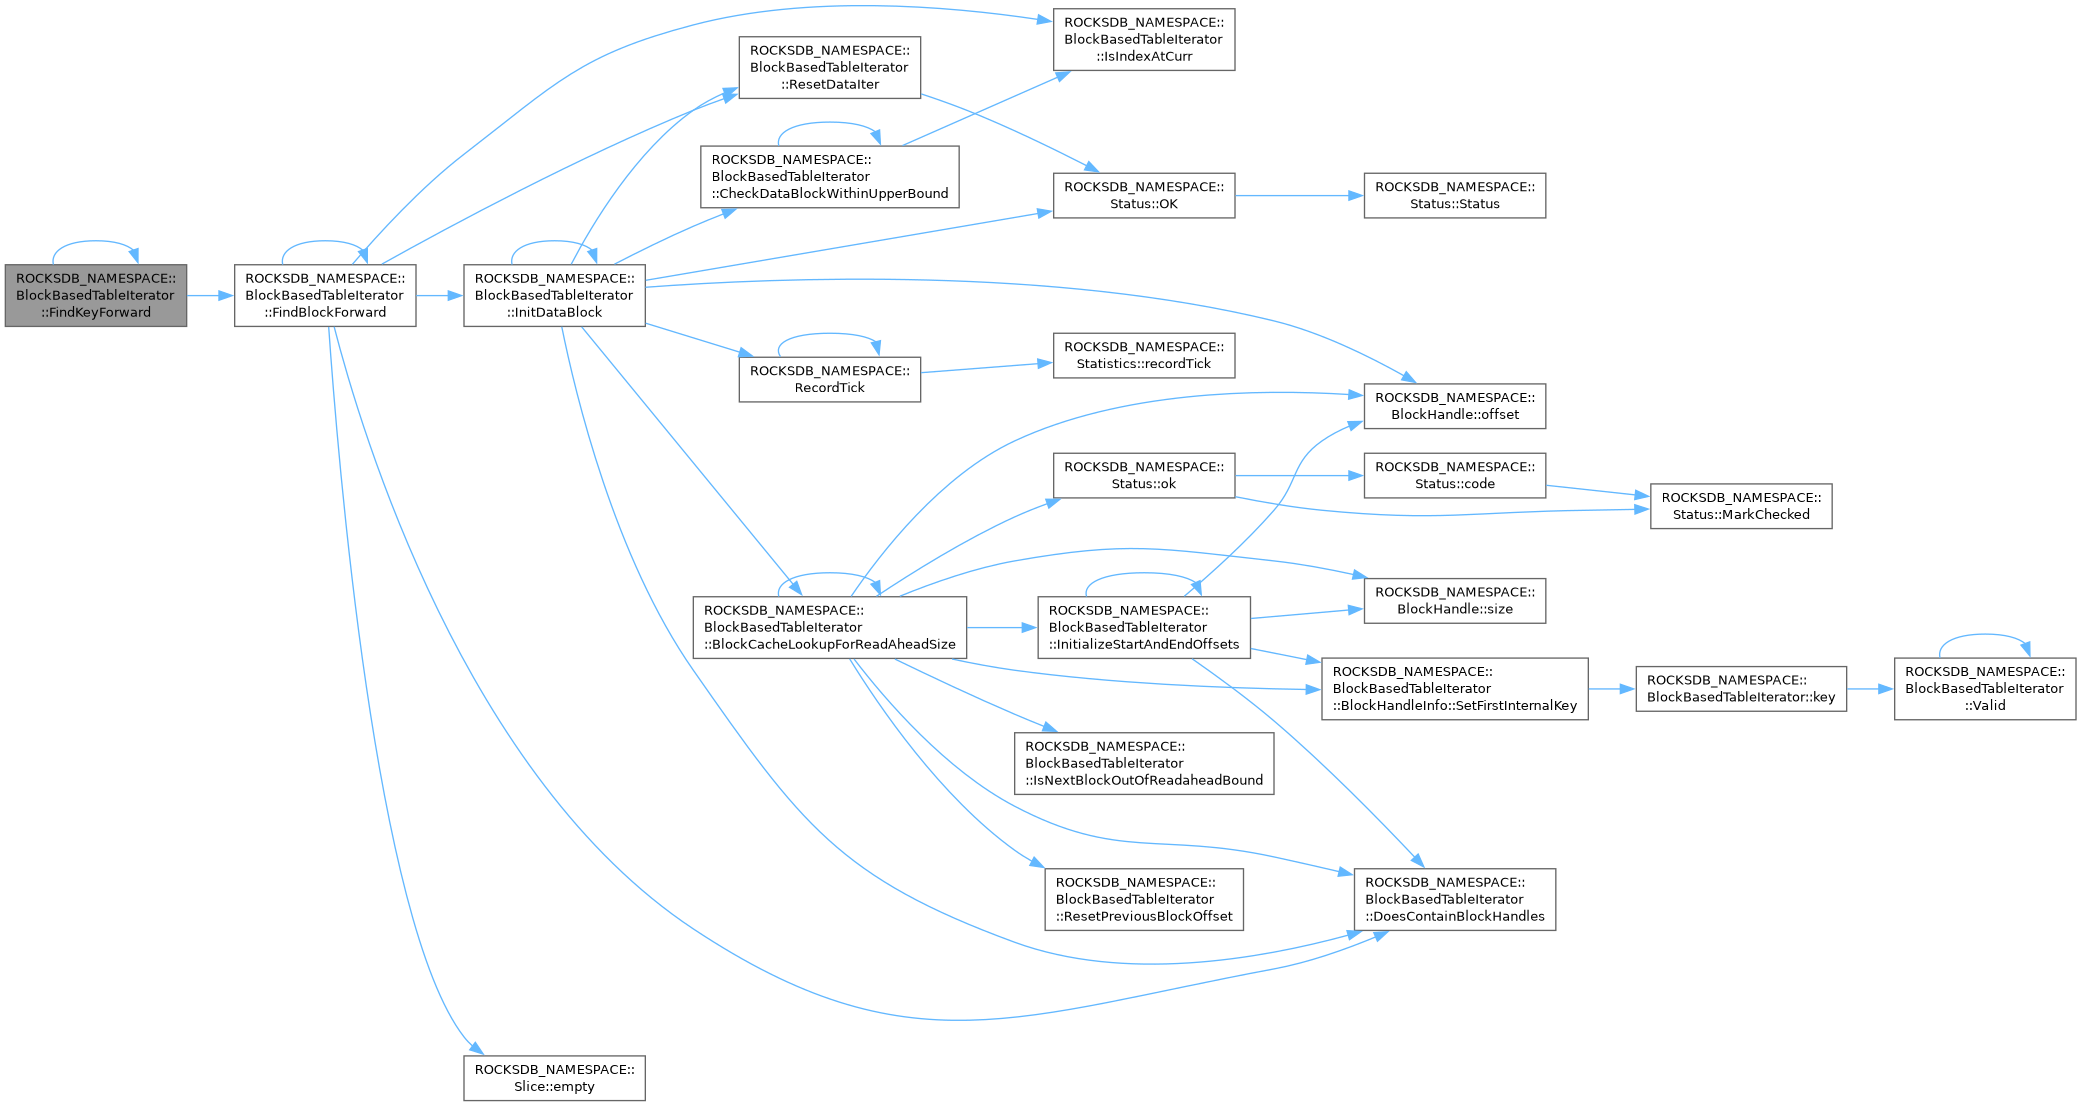 ROCKSDB_NAMESPACE::
BlockBasedTableIterator
::FindKeyForward
ROCKSDB_NAMESPACE::
BlockBasedTableIterator
::FindBlockForward
ROCKSDB_NAMESPACE::
BlockBasedTableIterator
::InitDataBlock
ROCKSDB_NAMESPACE::
Slice::empty
ROCKSDB_NAMESPACE::
BlockBasedTableIterator
::ResetDataIter
ROCKSDB_NAMESPACE::
BlockBasedTableIterator
::CheckDataBlockWithinUpperBound
ROCKSDB_NAMESPACE::
RecordTick
ROCKSDB_NAMESPACE::
BlockBasedTableIterator
::BlockCacheLookupForReadAheadSize
ROCKSDB_NAMESPACE::
BlockBasedTableIterator
::IsIndexAtCurr
ROCKSDB_NAMESPACE::
Status::OK
ROCKSDB_NAMESPACE::
Statistics::recordTick
ROCKSDB_NAMESPACE::
Status::ok
ROCKSDB_NAMESPACE::
BlockBasedTableIterator
::InitializeStartAndEndOffsets
ROCKSDB_NAMESPACE::
BlockBasedTableIterator
::IsNextBlockOutOfReadaheadBound
ROCKSDB_NAMESPACE::
BlockBasedTableIterator
::ResetPreviousBlockOffset
ROCKSDB_NAMESPACE::
Status::Status
ROCKSDB_NAMESPACE::
BlockHandle::offset
ROCKSDB_NAMESPACE::
Status::code
ROCKSDB_NAMESPACE::
BlockHandle::size
ROCKSDB_NAMESPACE::
BlockBasedTableIterator
::BlockHandleInfo::SetFirstInternalKey
ROCKSDB_NAMESPACE::
BlockBasedTableIterator
::DoesContainBlockHandles
ROCKSDB_NAMESPACE::
Status::MarkChecked
ROCKSDB_NAMESPACE::
BlockBasedTableIterator::key
ROCKSDB_NAMESPACE::
BlockBasedTableIterator
::Valid